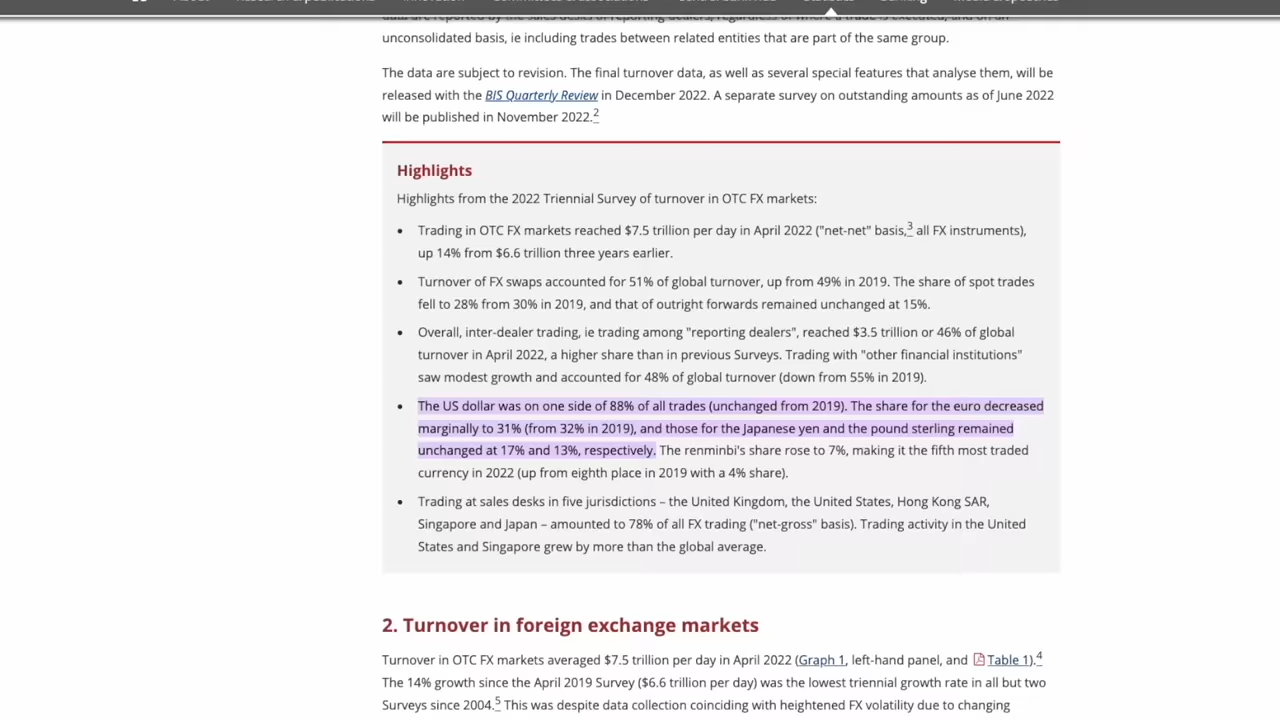 data are reported by the sales desks of reporting dealers, regardless of where a trade is executed, and on an
unconsolidated basis, ie including trades between related entities that are part of the same group.
The data are subject to revision. The final turnover data, as well as several special features that analyse them, will be
released with the BIS Quarterly Review in December 2022. A separate survey on outstanding amounts as of June 2022
will be published in November 2022.2
Highlights
Highlights from the 2022 Triennial Survey of turnover in OTC FX markets:
• Trading in OTC FX markets reached $7.5 trillion per day in April 2022 ("net-net" basis,3 all FX instruments),
up 14% from $6.6 trillion three years earlier.
• Turnover of FX swaps accounted for 51% of global turnover, up from 49% in 2019. The share of spot trades
fell to 28% from 30% in 2019, and that of outright forwards remained unchanged at 15%.
• Overall, inter-dealer trading, ie trading among "reporting dealers", reached $3.5 trillion or 46% of global
turnover in April 2022, a higher share than in previous Surveys. Trading with "other financial institutions"
saw modest growth and accounted for 48% of global turnover (down from 55% in 2019).
• The US dollar was on one side of 88% of all trades (unchanged from 2019). The share for the euro decreased
marginally to 31% (from 32% in 2019), and those for the Japanese yen and the pound sterling remained
unchanged at 17% and 13%, respectively. The renminbi's share rose to 7%, making it the fifth most traded
currency in 2022 (up from eighth place in 2019 with a 4% share).
• Trading at sales desks in five jurisdictions – the United Kingdom, the United States, Hong Kong SAR,
Singapore and Japan – amounted to 78% of all FX trading ("net-gross" basis). Trading activity in the United
States and Singapore grew by more than the global average.
2. Turnover in foreign exchange markets
Turnover in OTC FX markets averaged $7.5 trillion per day in April 2022 (Graph 1, left-hand panel, and Table 1).4
The 14% growth since the April 2019 Survey ($6.6 trillion per day) was the lowest triennial growth rate in all but two
Surveys since 2004.5 This was despite data collection coinciding with heightened FX volatility due to changing